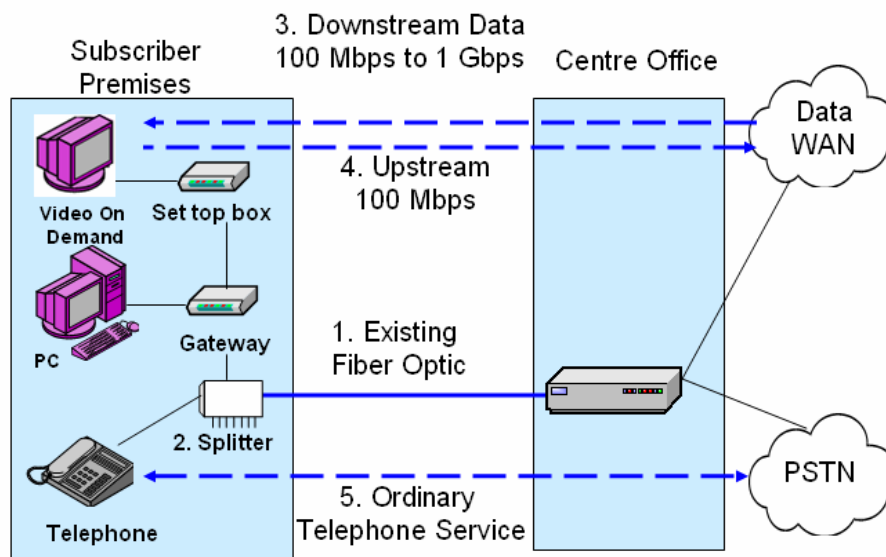 3. Downstream Data
100 Mbps to 1 Gbps
Subscriber
Premises
Centre Office
Data
WAN
4. Upstream
100 Mbps
Video On
Demand
Set top box
PC
Gateway
1. Existing
Fiber Optic
2. Splitter
Telephone
5. Ordinary
Telephone Service
PSTN